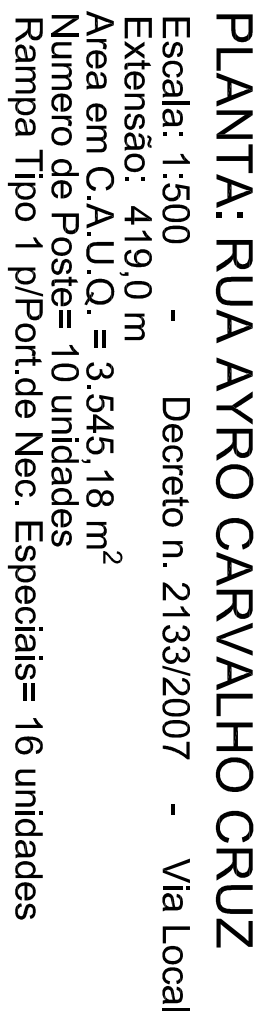 PLANTA: RUA AYRO CARVALHO CRUZ
Escala: 1:500 - Decreto n. 2133/2007 - Via Local
Extensão: 419,0 m
Area em C.A.U.Q. = 3.545,18 m²
Numero de Poste= 10 unidades
Rampa Tipo 1 p/Port.de Nec. Especiais= 16 unidades